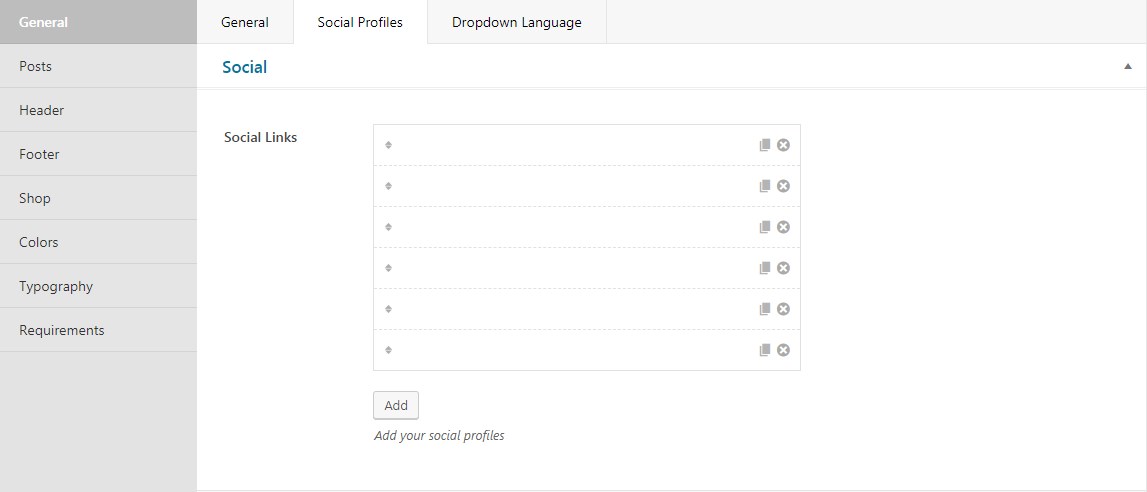 General
Posts
Header
Footer
Shop
Colors
Typography
Requirements
General Social Profiles Dropdown Language
Social
Social Links
Add
Add your social profiles